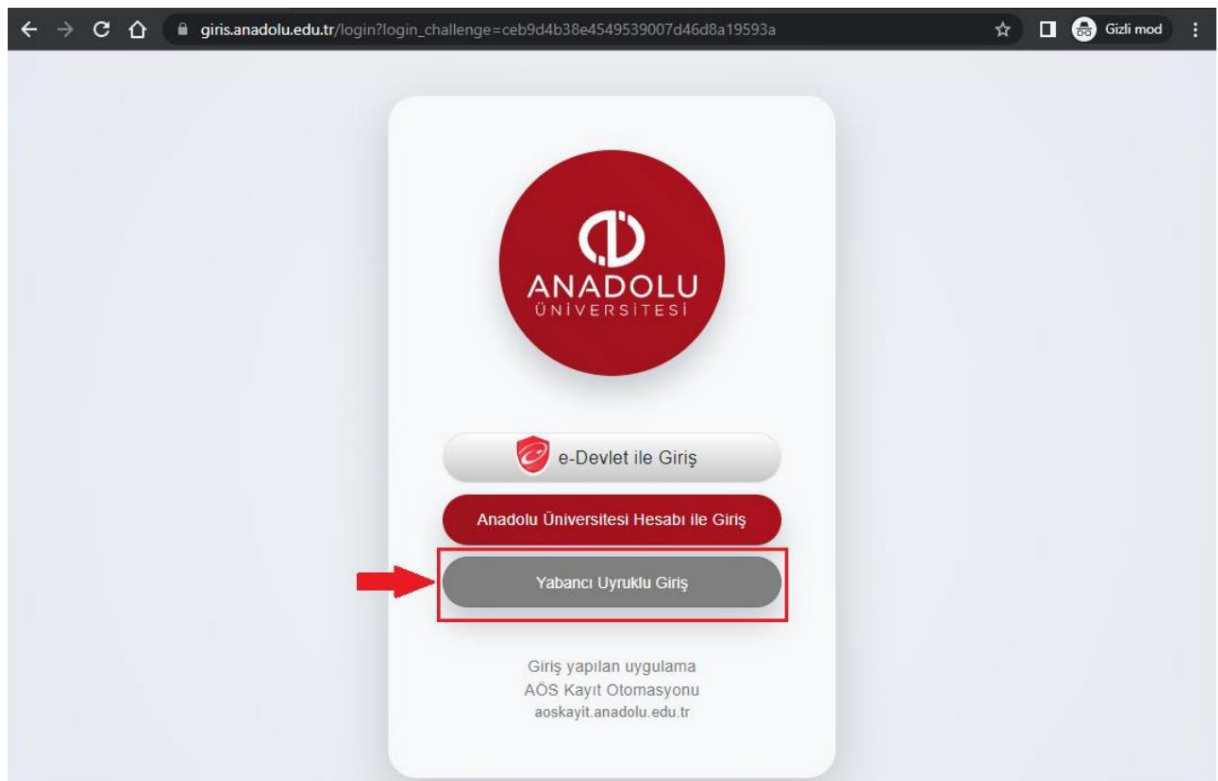 giris.anadolu.edu.tr/login?login_challenge=ceb9d4b38e4549539007d46d8a19593a
Gizli mod
ANADOLU
ÜNİVERSİTESİ
e-Devlet ile Giriş
Anadolu Üniversitesi Hesabı ile Giriş
Yabancı Uyruklu Giriş
Giriş yapılan uygulama
AÖS Kayıt Otomasyonu
aoskayit.anadolu.edu.tr